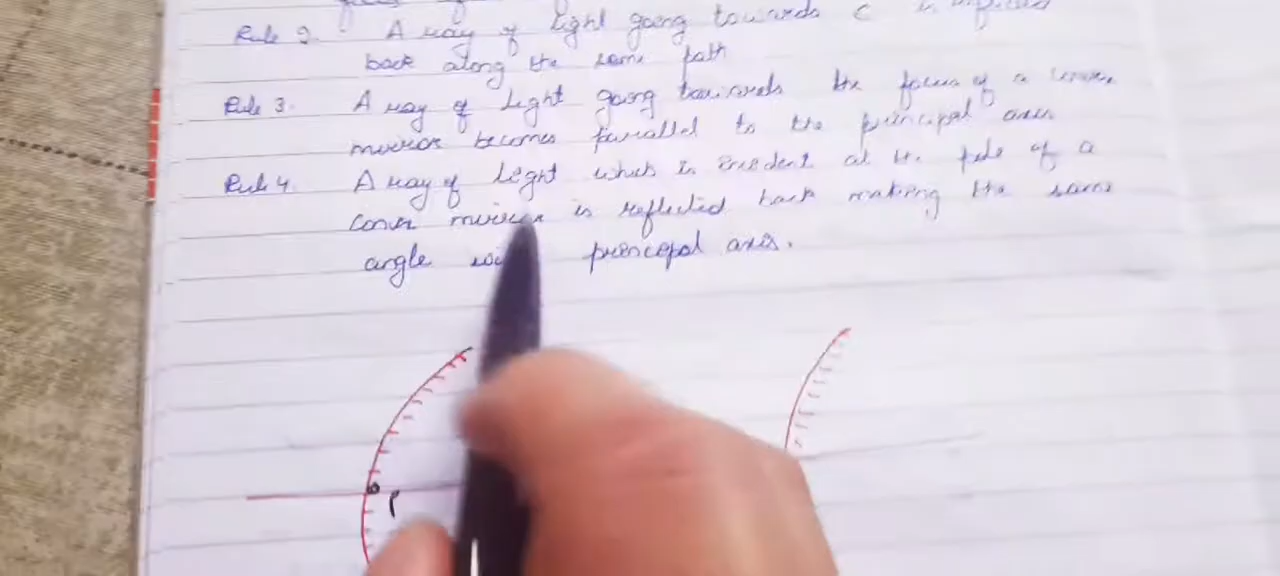 Rule 2. A ray of light going towards C is
back along the same path
Rule 3. A ray of light going towards the focus of a convex
mirror becomes parallel to the principal axis
Rule 4. A ray of light which is incident at the pole of a
convex mirror is reflected back making the same
angle principal axis.
P